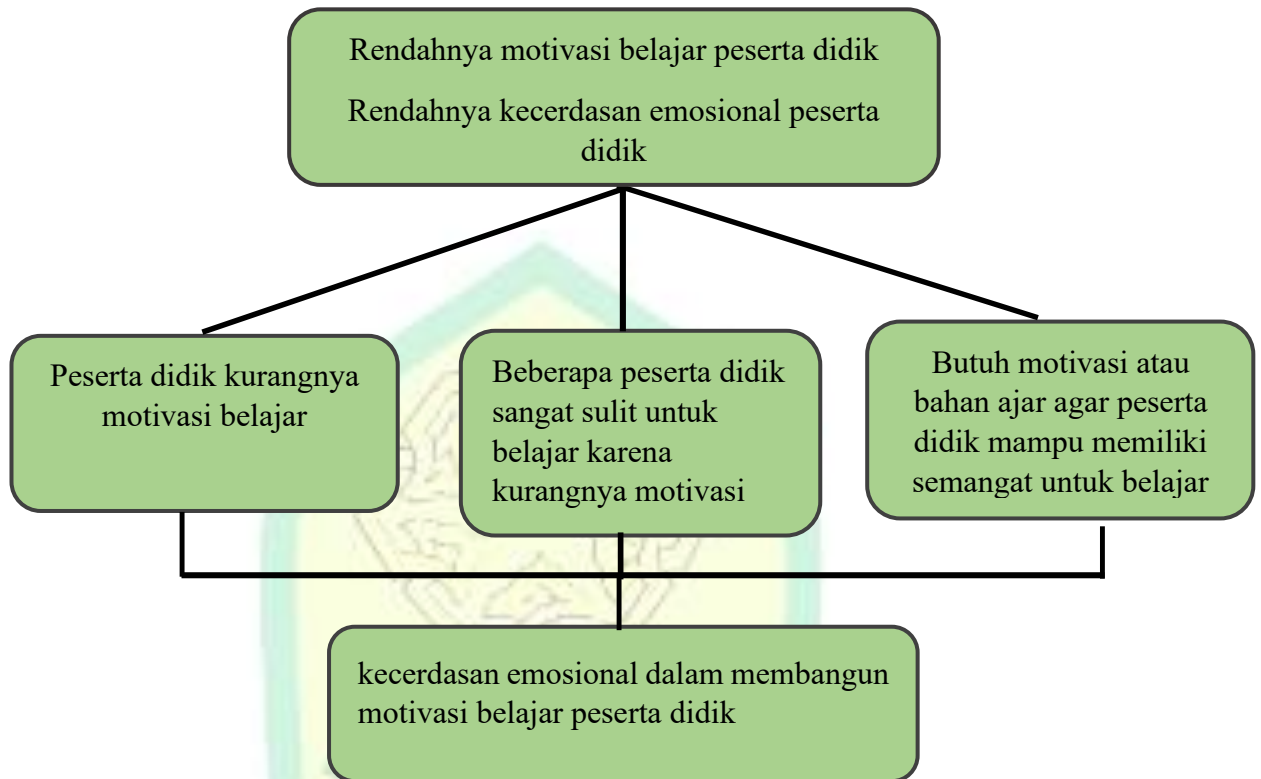 Rendahnya motivasi belajar peserta didik
Rendahnya kecerdasan emosional peserta
didik
Peserta didik kurangnya
motivasi belajar
Beberapa peserta didik
sangat sulit untuk
belajar karena
kurangnya motivasi
Butuh motivasi atau
bahan ajar agar peserta
didik mampu memiliki
semangat untuk belajar
kecerdasan emosional dalam membangun
motivasi belajar peserta didik